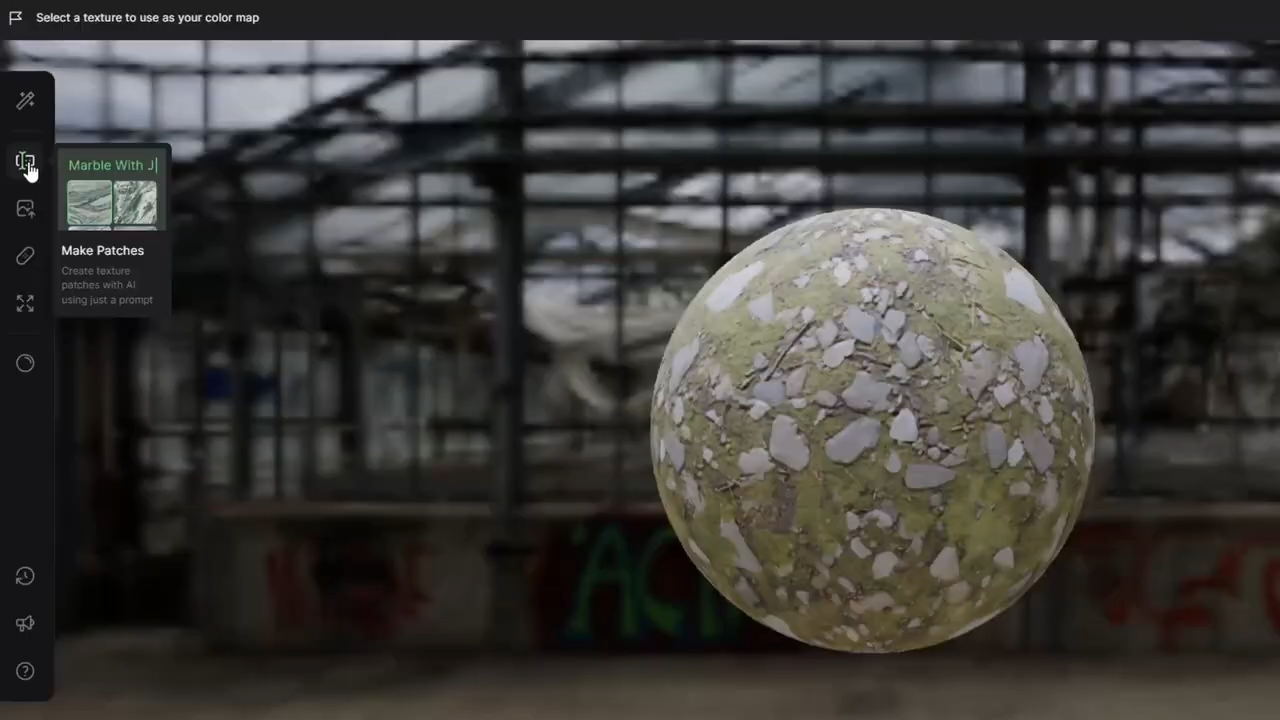 Select a texture to use as your color map
Marble With J
Make Patches
Create texture
patches with AI
using just a prompt